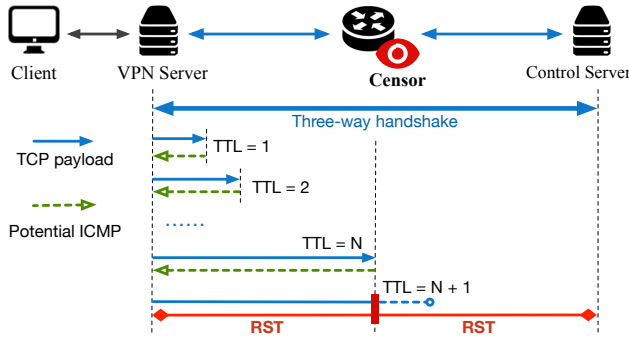 Client
VPN Server
Censor
Control Server
Three-way handshake
TCP payload
TTL = 1
TTL = 2
Potential ICMP
......
TTL = N
TTL = N + 1
RST
RST